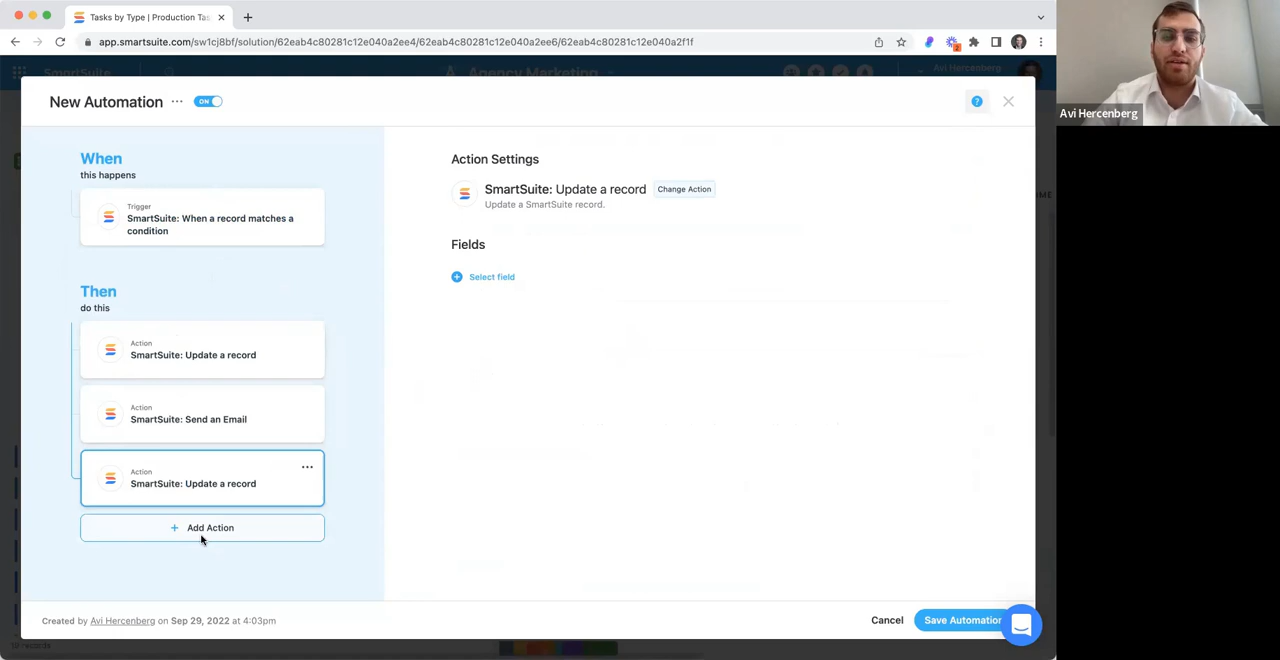 Tasks by Type | Production Tas
app.smartsuite.com/sw1cj8bf/solution/62eab4c80281c12e040a2ee4/62eab4c80281c12e040a2ee6/62eab4c80281c12e040a2f1f
2
SmartSuite
Agency Marketing
Avi Hercenberg
Avi Hercenberg
New Automation ... ON
?
When
this happens
Trigger
SmartSuite: When a record matches a
condition
Then
do this
Action
SmartSuite: Update a record
Action
SmartSuite: Send an Email
Action
SmartSuite: Update a record
+ Add Action
Action Settings
SmartSuite: Update a record Change Action
Update a SmartSuite record.
Fields
Select field
Created by Avi Hercenberg on Sep 29, 2022 at 4:03pm
Cancel
Save Automation